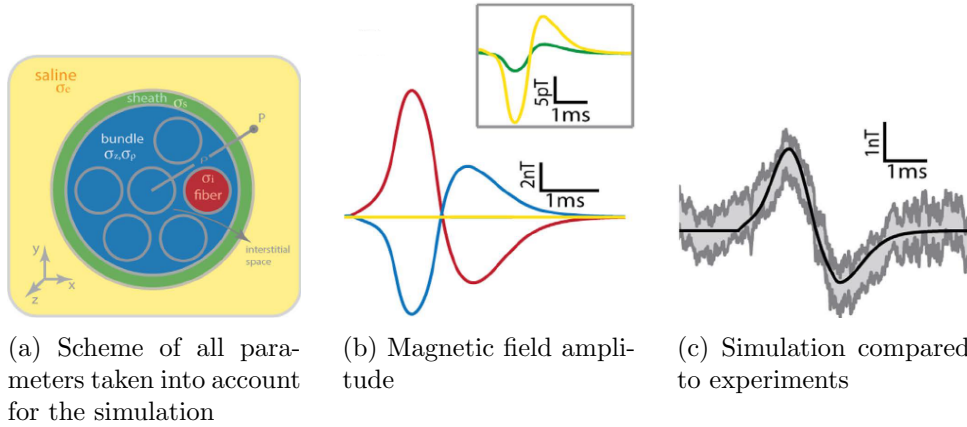 saline
σe
sheath σs
bundle
σz,σρ
P
σi
fiber
interstitial
space
y
x
z
5pT
1ms
2nT
1ms
1nT
1ms
(a) Scheme of all para-
meters taken into account
for the simulation
(b) Magnetic field ampli-
tude
(c) Simulation compared
to experiments